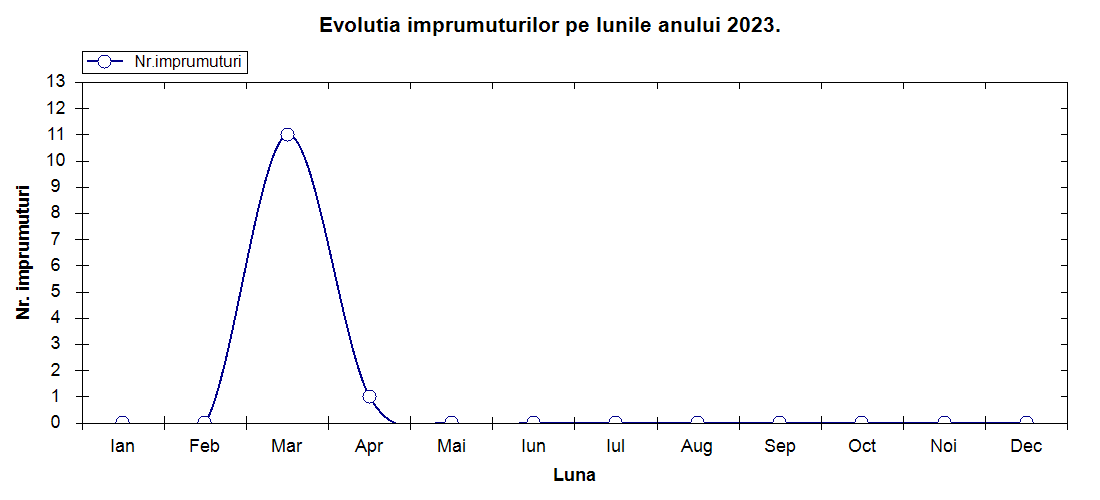 Evolutia imprumuturilor pe lunile anului 2023.
Nr.imprumuturi
13
12
11
10
9
8
7
6
5
4
3
2
1
0
Nr. imprumuturi
Ian Feb Mar Apr Mai Iun Iul Aug Sep Oct Noi Dec
Luna